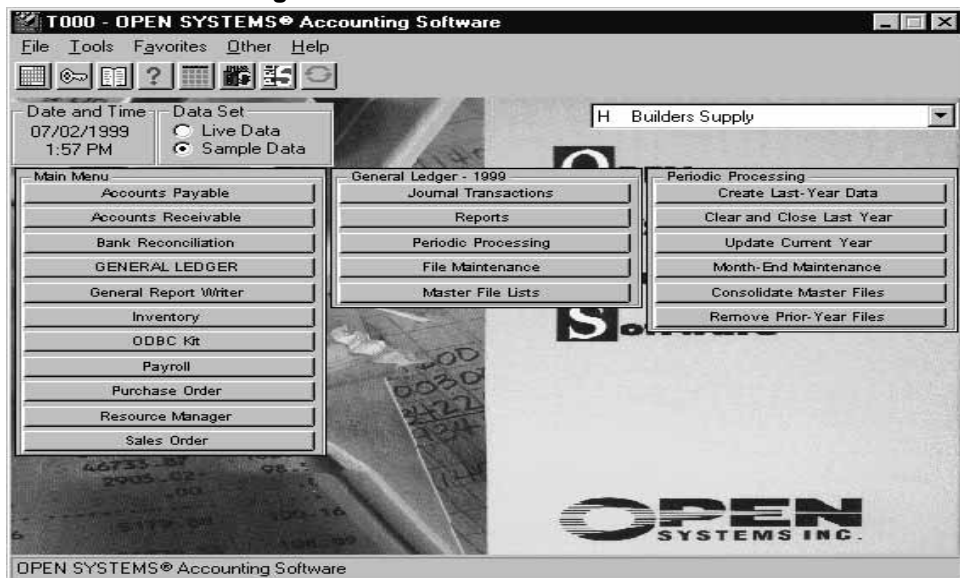 T000 - OPEN SYSTEMS® Accounting Software
File Tools Favorites Other Help
Date and Time
07/02/1999
1:57 PM
Data Set
Live Data
Sample Data
H Builders Supply
Main Menu
Accounts Payable
Accounts Receivable
Bank Reconciliation
GENERAL LEDGER
General Report Writer
Inventory
ODBC Kit
Payroll
Purchase Order
Resource Manager
Sales Order
General Ledger - 1999
Journal Transactions
Reports
Periodic Processing
File Maintenance
Master File Lists
Periodic Processing
Create Last-Year Data
Clear and Close Last Year
Update Current Year
Month-End Maintenance
Consolidate Master Files
Remove Prior-Year Files
OPEN
SYSTEMS INC.
OPEN SYSTEMS® Accounting Software